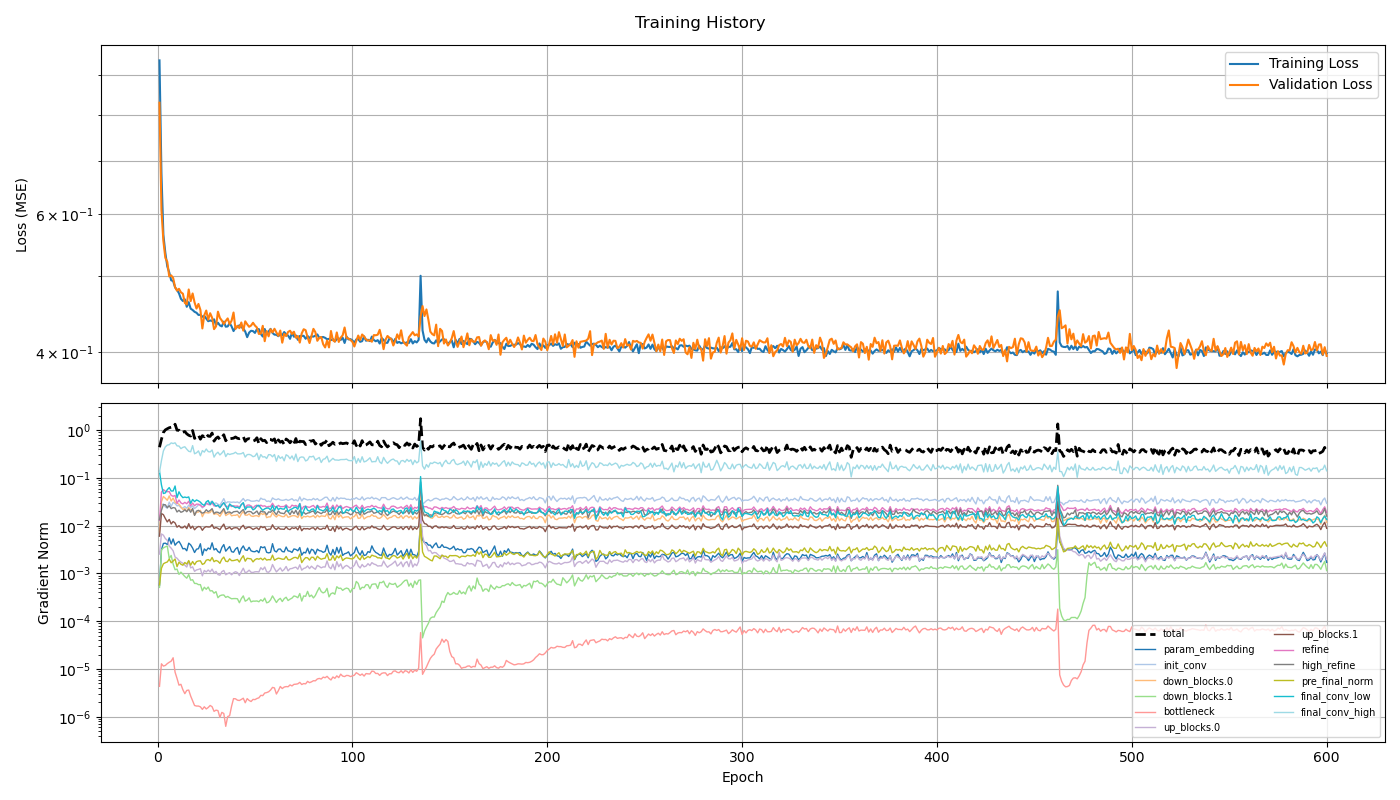 Training History
Loss (MSE)
6 × 10⁻¹
4 × 10⁻¹
Training Loss
Validation Loss
Gradient Norm
10⁰
10⁻¹
10⁻²
10⁻³
10⁻⁴
10⁻⁵
10⁻⁶
total
param_embedding
init_conv
down_blocks.0
down_blocks.1
bottleneck
up_blocks.0
up_blocks.1
refine
high_refine
pre_final_norm
final_conv_low
final_conv_high
0 100 200 300 400 500 600
Epoch